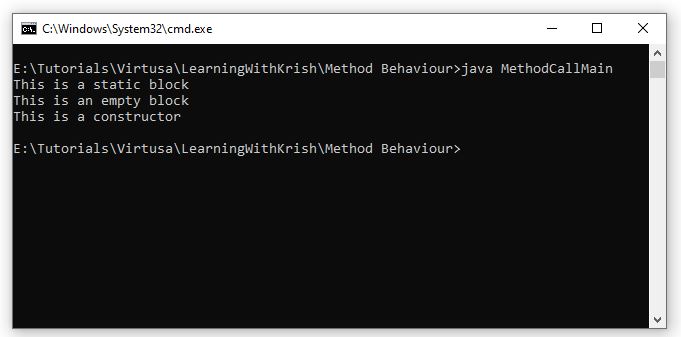 C:\Windows\System32\cmd.exe
E:\Tutorials\Virtusa\LearningWithKrish\Method Behaviour>java MethodCallMain
This is a static block
This is an empty block
This is a constructor
E:\Tutorials\Virtusa\LearningWithKrish\Method Behaviour>